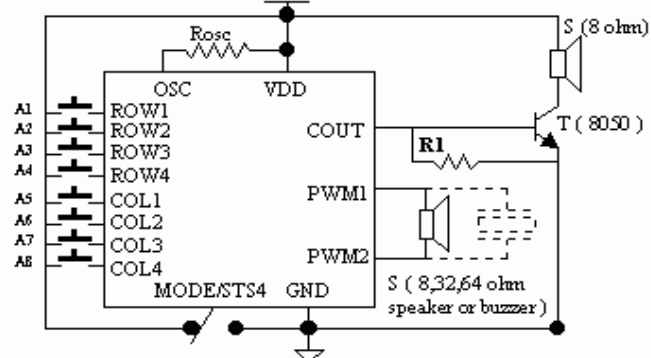 S (8 ohm)
Rosc
OSC VDD
A1 ROW1
A2 ROW2
COUT
T ( 8050 )
A3 ROW3
R1
A4 ROW4
A5 COL1
PWM1
A6 COL2
A7 COL3
PWM2
A8 COL4
MODE/STS4 GND
S ( 8,32,64 ohm
speaker or buzzer )